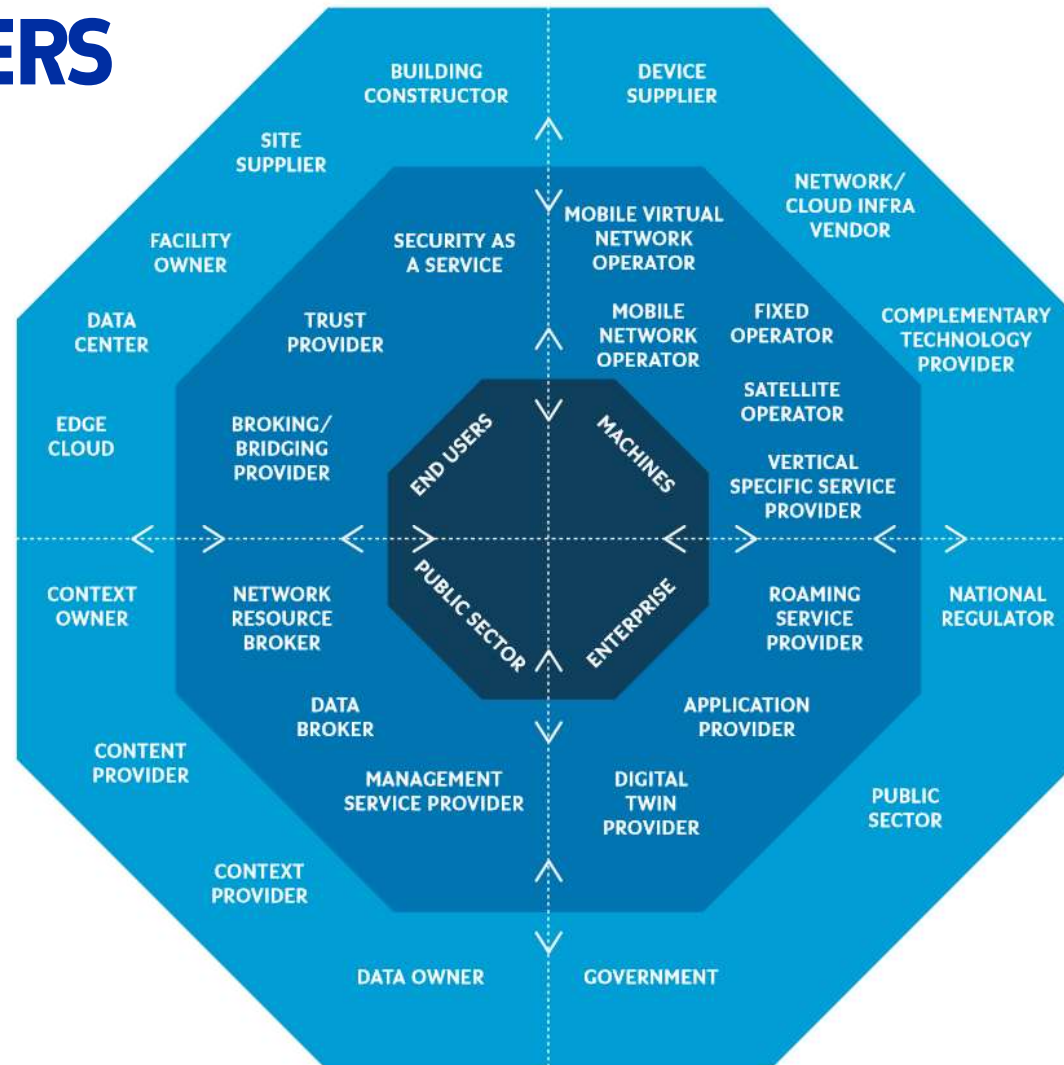 ERS
BUILDING
CONSTRUCTOR
DEVICE
SUPPLIER
SITE
SUPPLIER
NETWORK/
CLOUD INFRA
VENDOR
FACILITY
OWNER
SECURITY AS
A SERVICE
MOBILE VIRTUAL
NETWORK
OPERATOR
DATA
CENTER
TRUST
PROVIDER
MOBILE
NETWORK
OPERATOR
FIXED
OPERATOR
COMPLEMENTARY
TECHNOLOGY
PROVIDER
SATELLITE
OPERATOR
EDGE
CLOUD
BROKING/
BRIDGING
PROVIDER
END USERS
MACHINES
VERTICAL
SPECIFIC SERVICE
PROVIDER
CONTEXT
OWNER
NETWORK
RESOURCE
BROKER
PUBLIC SECTOR
ENTERPRISE
ROAMING
SERVICE
PROVIDER
NATIONAL
REGULATOR
DATA
BROKER
APPLICATION
PROVIDER
CONTENT
PROVIDER
MANAGEMENT
SERVICE PROVIDER
DIGITAL
TWIN
PROVIDER
PUBLIC
SECTOR
CONTEXT
PROVIDER
DATA OWNER
GOVERNMENT